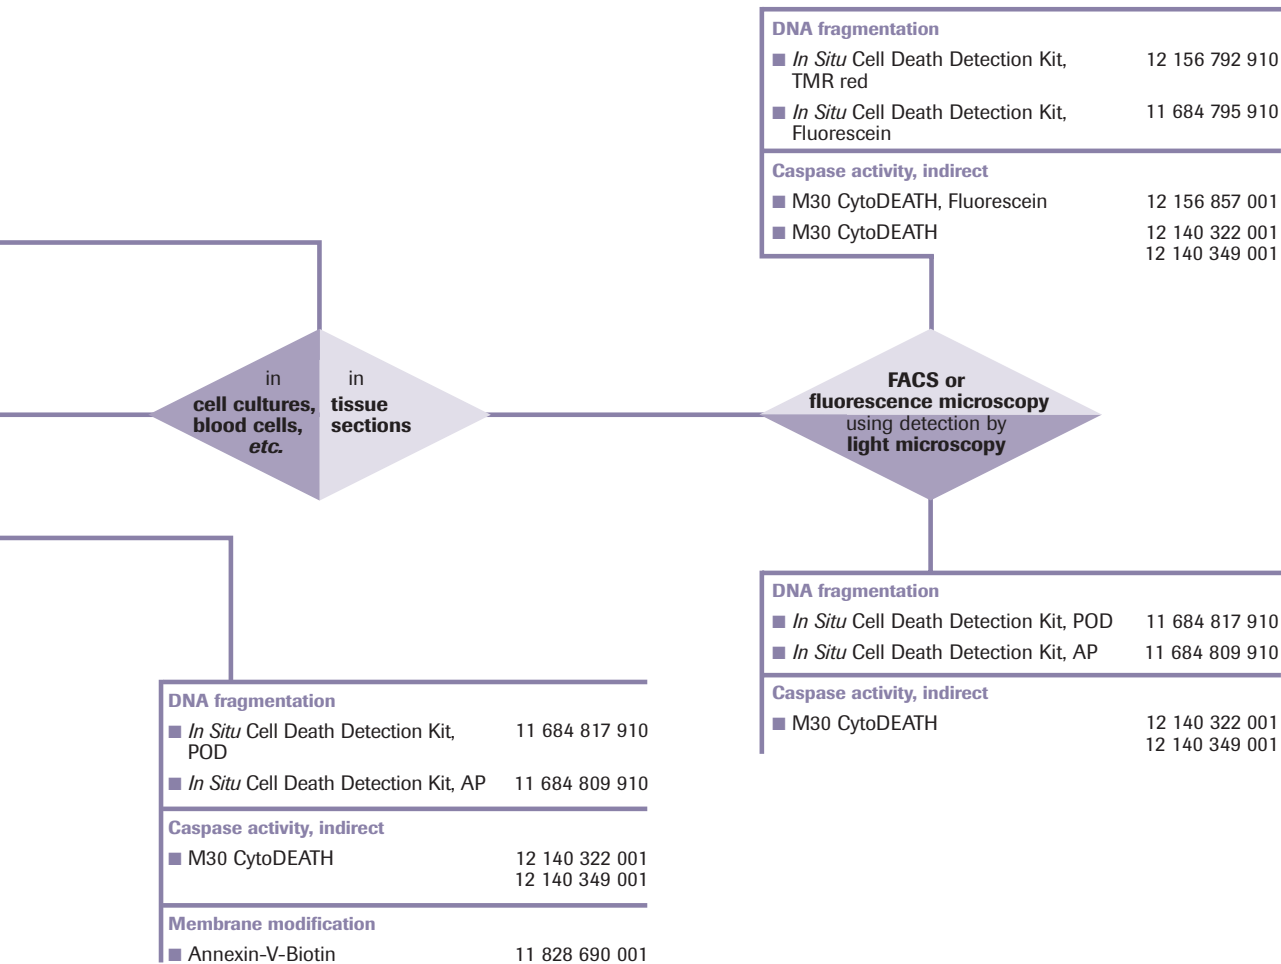 DNA fragmentation
■ In Situ Cell Death Detection Kit, 12 156 792 910
TMR red
■ In Situ Cell Death Detection Kit, 11 684 795 910
Fluorescein
Caspase activity, indirect
■ M30 CytoDEATH, Fluorescein 12 156 857 001
■ M30 CytoDEATH 12 140 322 001
12 140 349 001
in
cell cultures,
blood cells,
etc.
in
tissue
sections
FACS or
fluorescence microscopy
using detection by
light microscopy
DNA fragmentation
■ In Situ Cell Death Detection Kit, POD 11 684 817 910
■ In Situ Cell Death Detection Kit, AP 11 684 809 910
Caspase activity, indirect
■ M30 CytoDEATH 12 140 322 001
12 140 349 001
DNA fragmentation
■ In Situ Cell Death Detection Kit, 11 684 817 910
POD
■ In Situ Cell Death Detection Kit, AP 11 684 809 910
Caspase activity, indirect
■ M30 CytoDEATH 12 140 322 001
12 140 349 001
Membrane modification
■ Annexin-V-Biotin 11 828 690 001